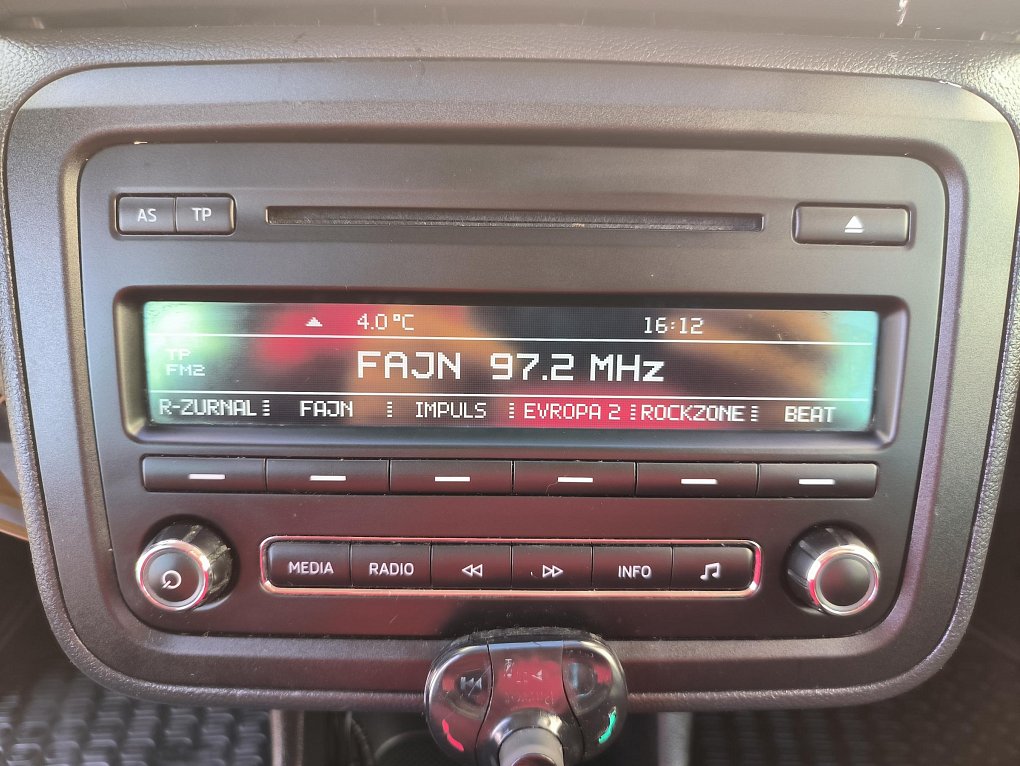 AS TP
4.0 °C 16:12
TP
FAJN 97.2 MHz
FM2
R-ZURNAL FAJN IMPULS EVROPA 2 ROCKZONE BEAT
MEDIA RADIO INFO